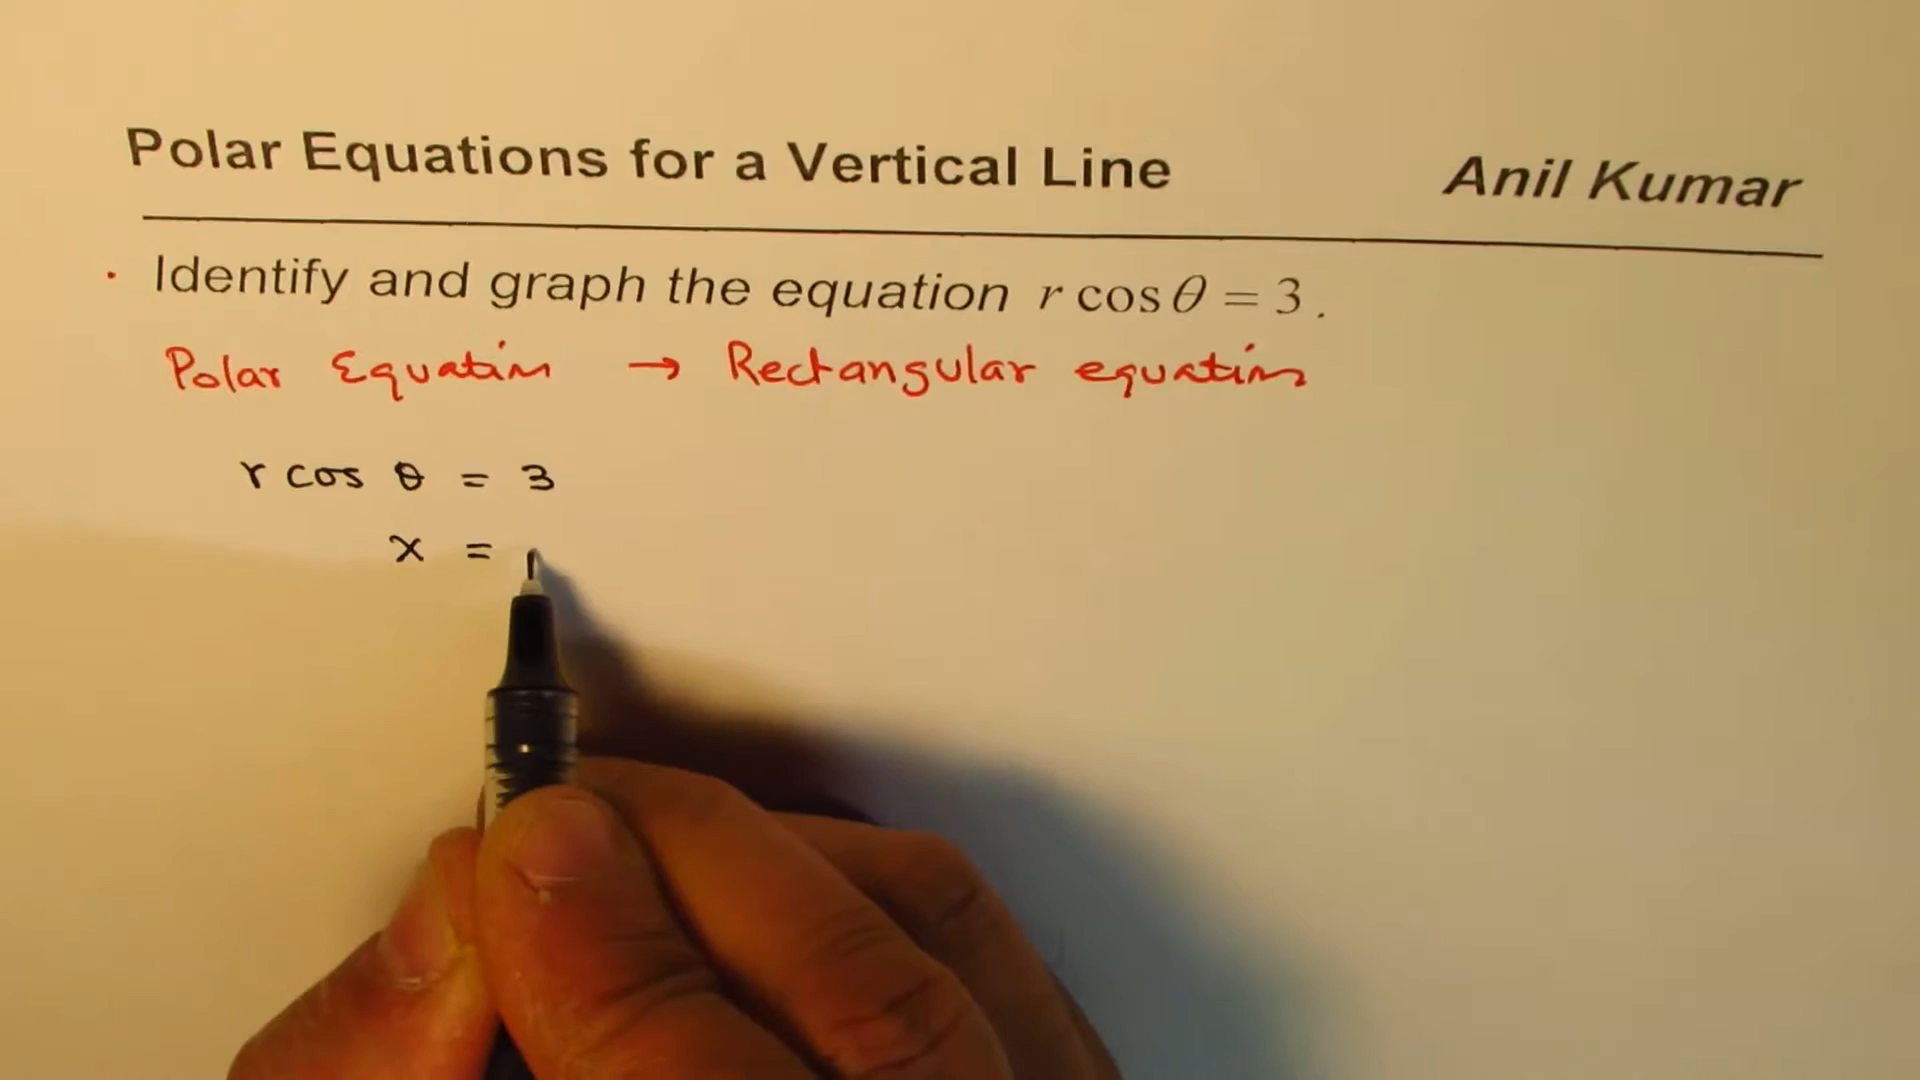 Polar Equations for a Vertical Line Anil Kumar
· Identify and graph the equation r cos θ = 3 .
Polar Equation → Rectangular equation
r cos θ = 3
x =